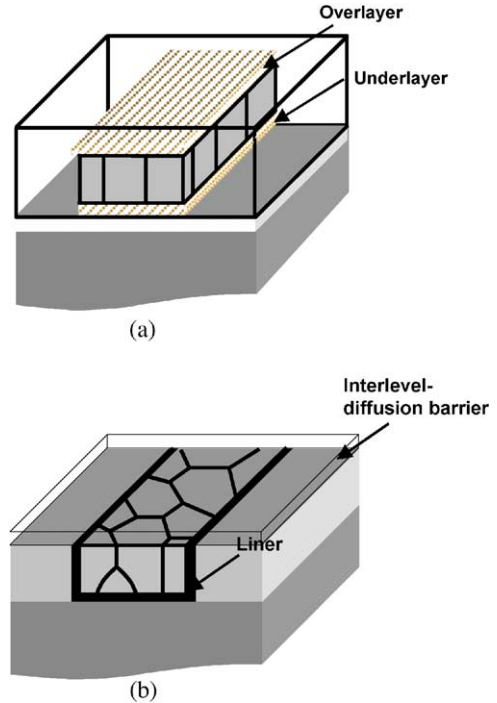 Overlayer
Underlayer
(a)
Interlevel-
diffusion barrier
Liner
(b)